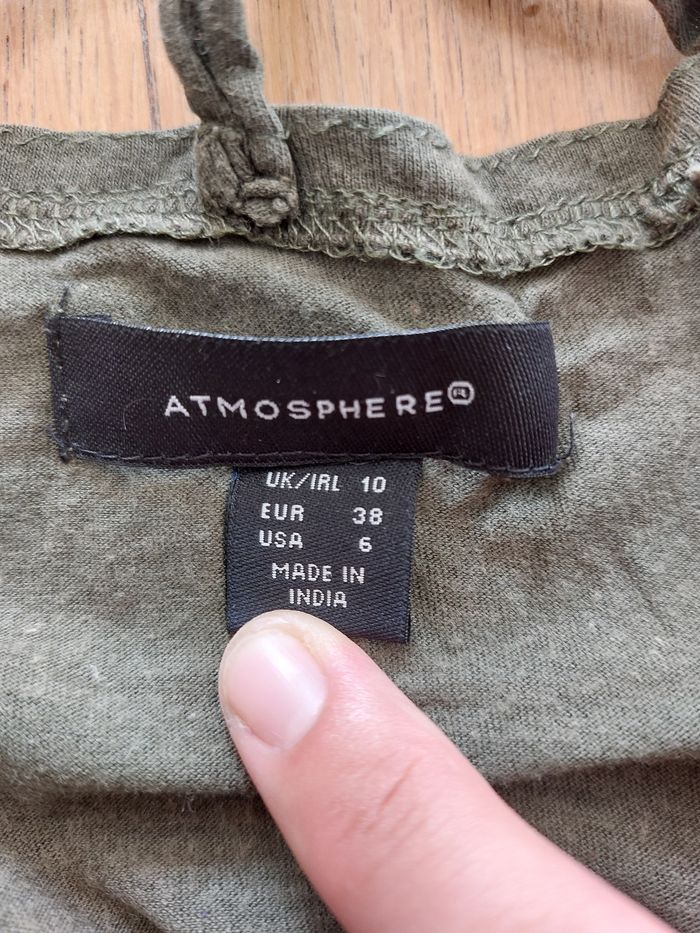 ATMOSPHERE®
UK/IRL 10
EUR 38
USA 6
MADE IN
INDIA